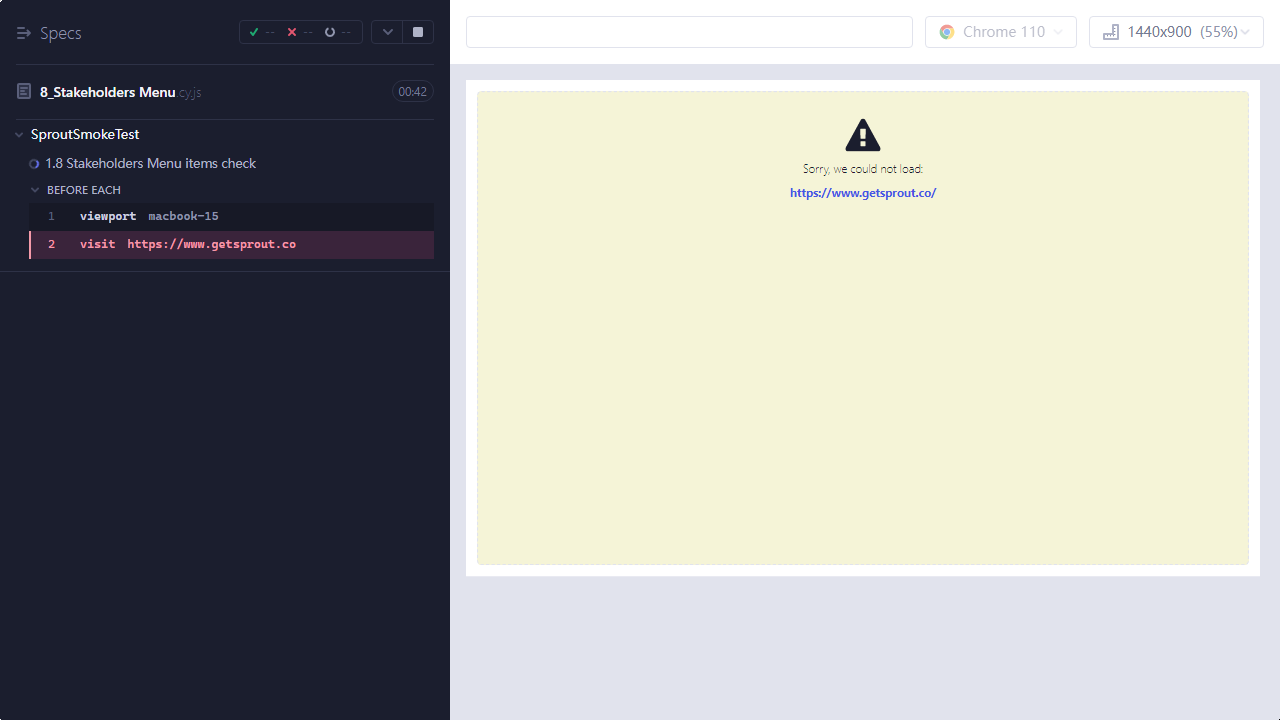 Specs
--
--
--
8_Stakeholders Menu.cy.js
00:42
SproutSmokeTest
1.8 Stakeholders Menu items check
BEFORE EACH
1 viewport macbook-15
2 visit https://www.getsprout.co
Chrome 110
1440x900 (55%)
Sorry, we could not load:
https://www.getsprout.co/